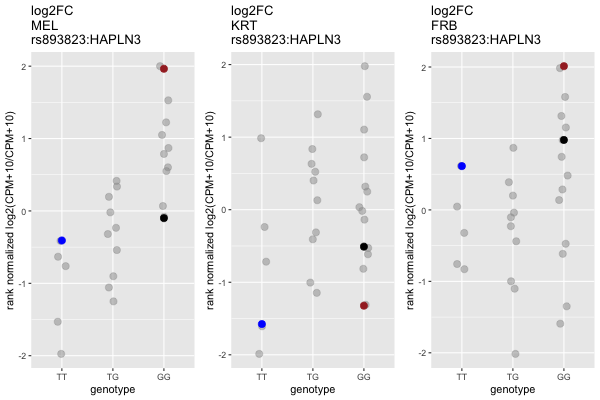 log2FC
MEL
rs893823:HAPLN3
rank normalized log2(CPM+10/CPM+10)
2
1
0
-1
-2
TT
TG
GG
genotype
log2FC
KRT
rs893823:HAPLN3
rank normalized log2(CPM+10/CPM+10)
2
1
0
-1
-2
TT
TG
GG
genotype
log2FC
FRB
rs893823:HAPLN3
rank normalized log2(CPM+10/CPM+10)
2
1
0
-1
-2
TT
TG
GG
genotype